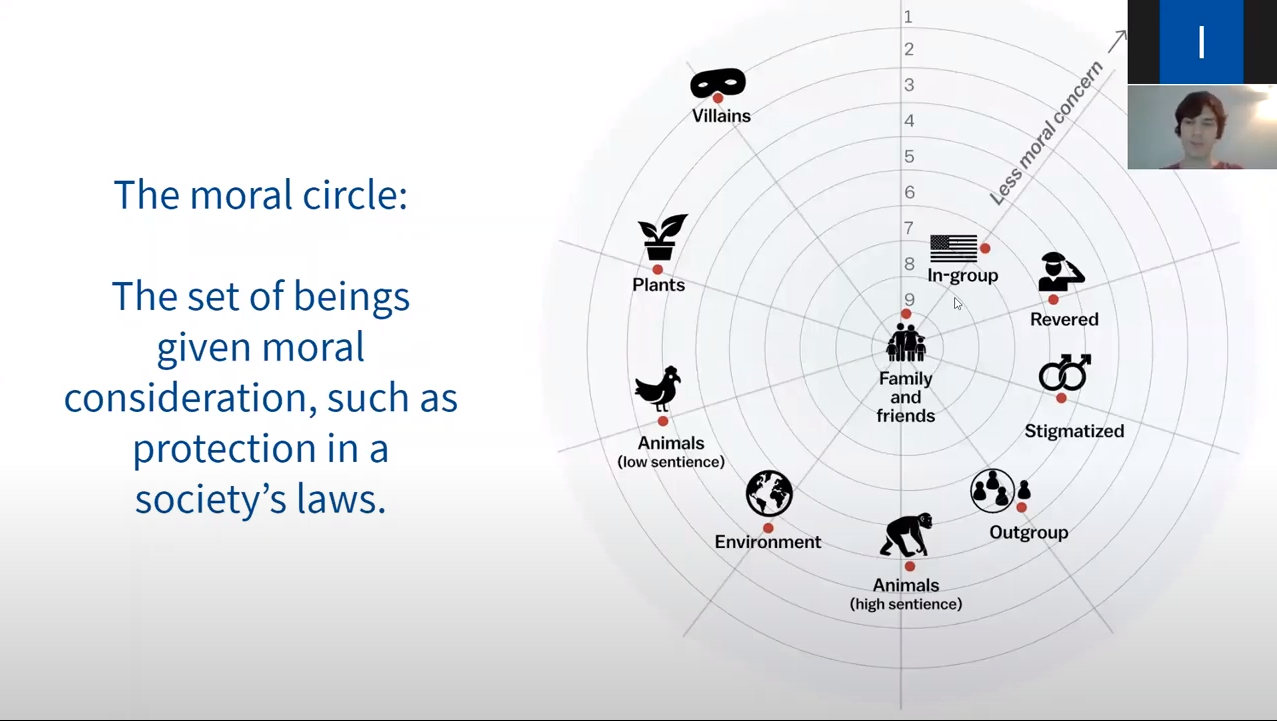 The moral circle:
The set of beings
given moral
consideration, such as
protection in a
society's laws.
1
2
3
4
5
6
7
8
9
Less moral concern
Villains
Plants
In-group
Revered
Family
and
friends
Stigmatized
Animals
(low sentience)
Outgroup
Environment
Animals
(high sentience)
I